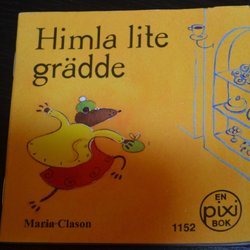 Himla lite
grädde
Maria Clason
1152
EN
pixi
BOK